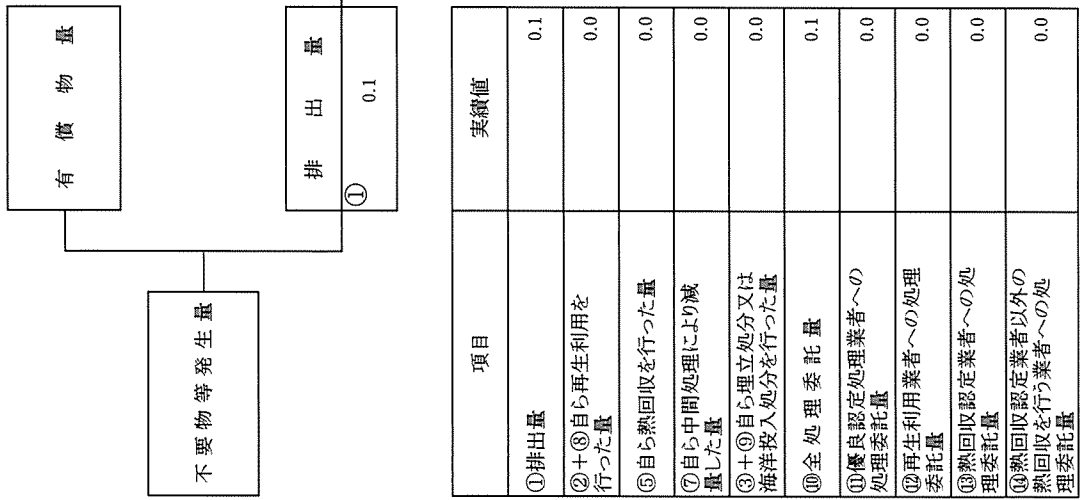 不要物等発生量
有償物量
排出量
①
0.1
項目
実績値
①排出量
0.1
②+⑧自ら再生利用を
行った量
0.0
⑤自ら熱回収を行った量
0.0
⑦自ら中間処理により減
量した量
0.0
③+⑨自ら埋立処分又は
海洋投入処分を行った量
0.0
⑩全処理委託量
0.1
⑪優良認定処理業者への
処理委託量
0.0
⑫再生利用業者への処理
委託量
0.0
⑬熱回収認定業者への処
理委託量
0.0
⑭熱回収認定業者以外の
熱回収を行う業者への処
理委託量
0.0